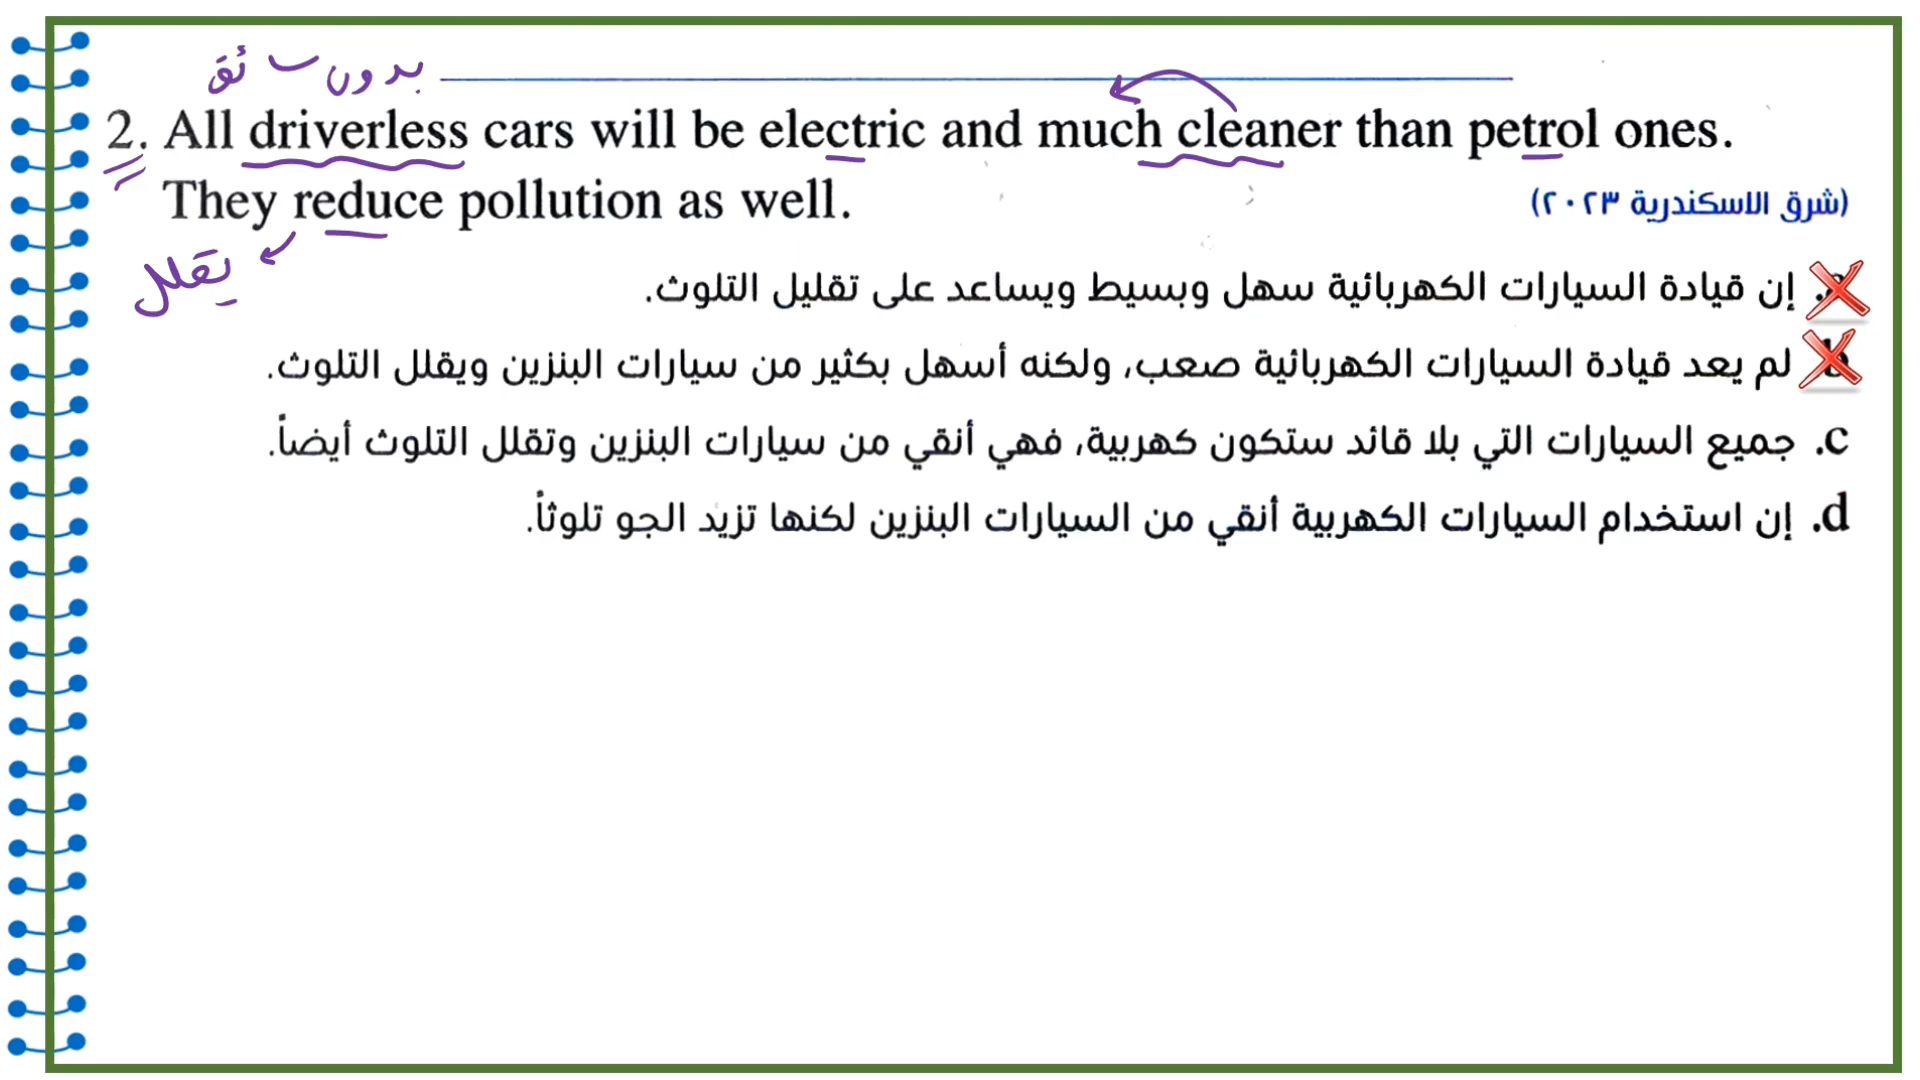 بدون سائق
2. All driverless cars will be electric and much cleaner than petrol ones.
They reduce pollution as well.
(شرق الاسكندرية ٢٠٢٣)
يقلل
إن قيادة السيارات الكهربائية سهل وبسيط ويساعد على تقليل التلوث.
b لم يعد قيادة السيارات الكهربائية صعب، ولكنه أسهل بكثير من سيارات البنزين ويقلل التلوث.
c. جميع السيارات التي بلا قائد ستكون كهربية، فهي أنقي من سيارات البنزين وتقلل التلوث أيضاً.
d. إن استخدام السيارات الكهربية أنقي من السيارات البنزين لكنها تزيد الجو تلوثاً.